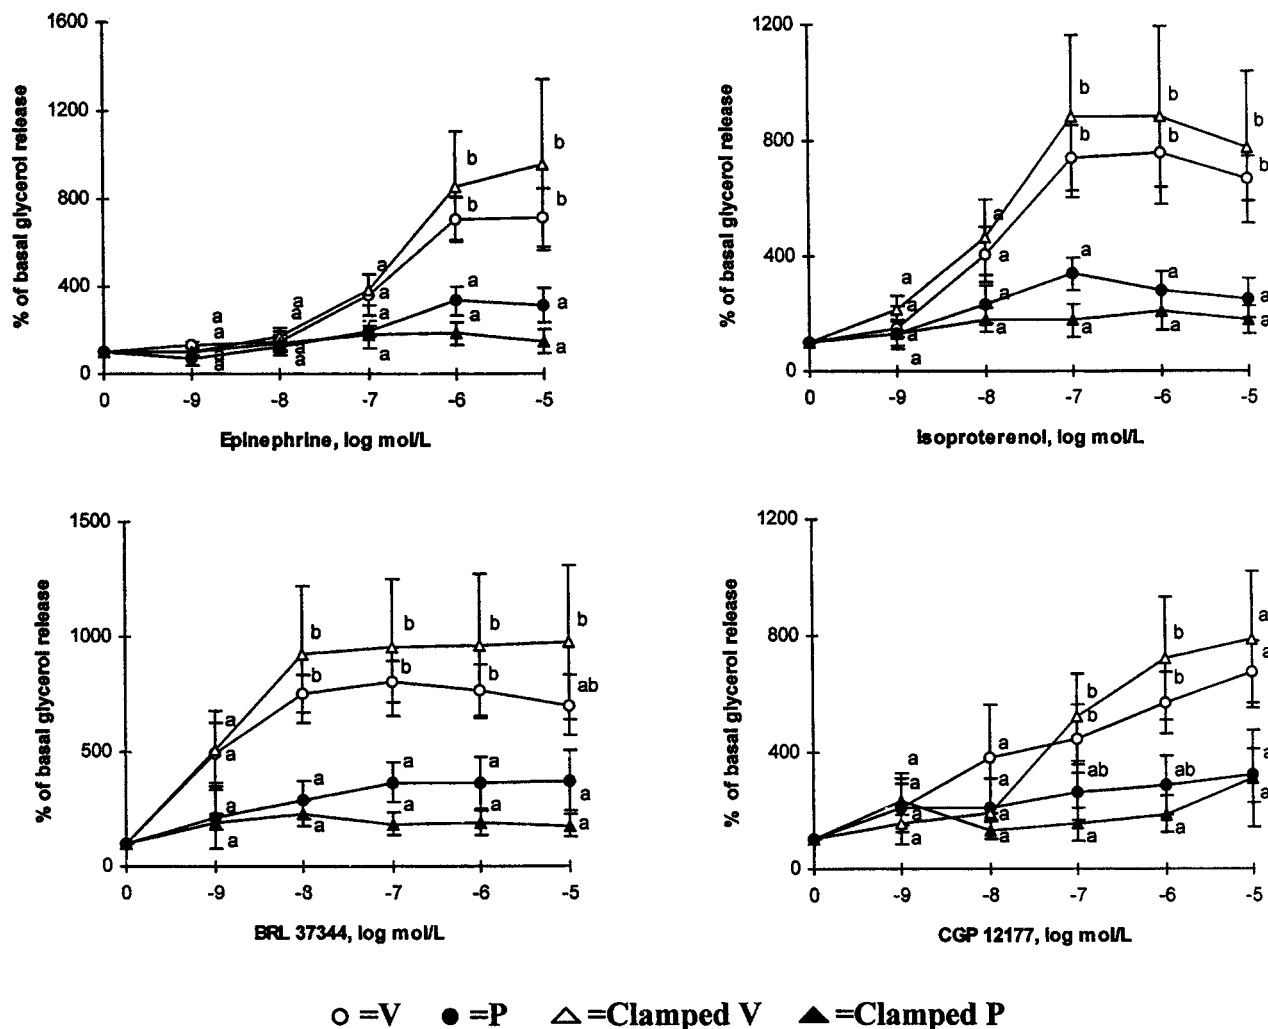 1600
1200
800
400
0
% of basal glycerol release
b
b
b
b
a
a
a
a
a
a
a
a
a
a
a
a
a
0 -9 -8 -7 -6 -5
Epinephrine, log mol/L
1200
800
400
0
% of basal glycerol release
b
b
b
b
b
b
a
a
a
a
a
a
a
a
a
a
a
a
a
a
0 -9 -8 -7 -6 -5
Isoproterenol, log mol/L
1500
1000
500
0
% of basal glycerol release
b
b
b
b
b
b
b
ab
a
a
a
a
a
a
a
a
a
a
a
a
0 -9 -8 -7 -6 -5
BRL 37344, log mol/L
1200
800
400
0
% of basal glycerol release
a
a
b
b
b
b
a
a
ab
ab
a
a
a
a
a
a
a
a
a
a
0 -9 -8 -7 -6 -5
CGP 12177, log mol/L
=V =P =Clamped V =Clamped P